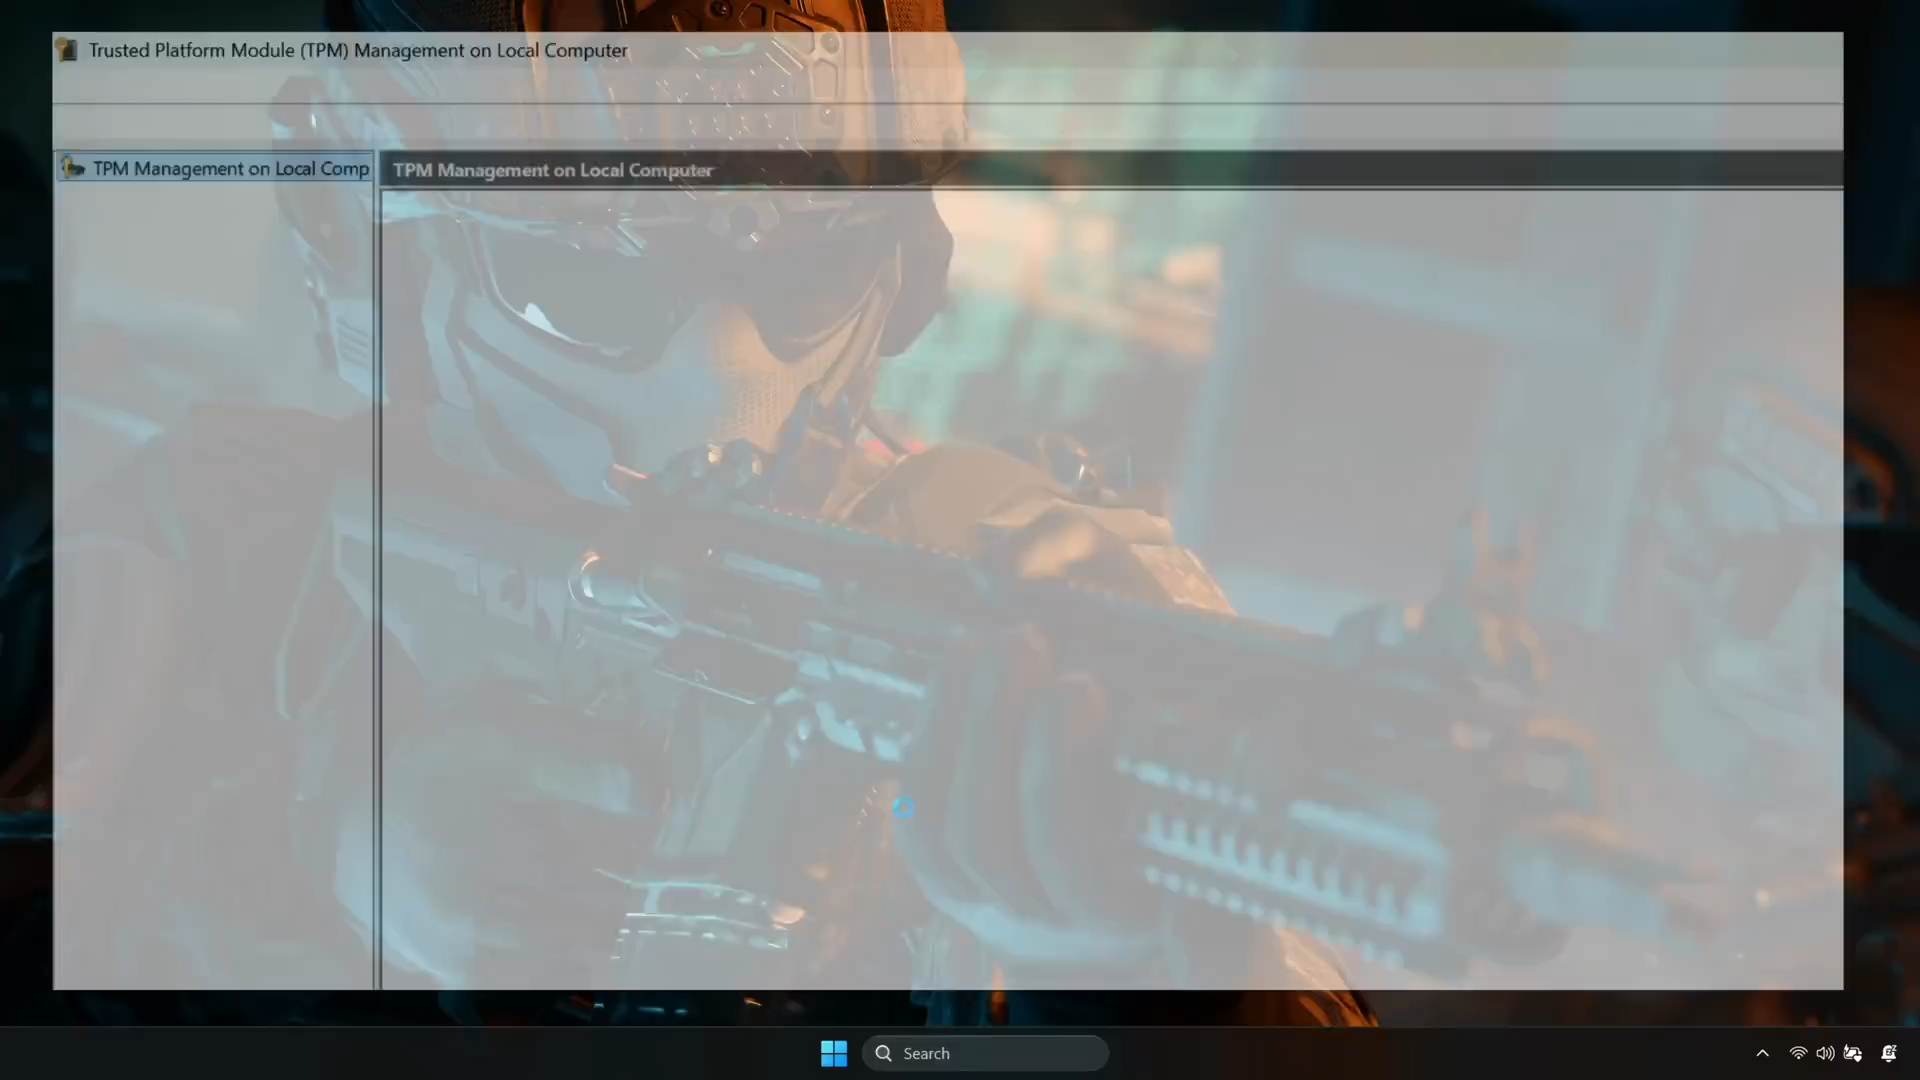 Trusted Platform Module (TPM) Management on Local Computer
TPM Management on Local Comp
TPM Management on Local Computer
Search